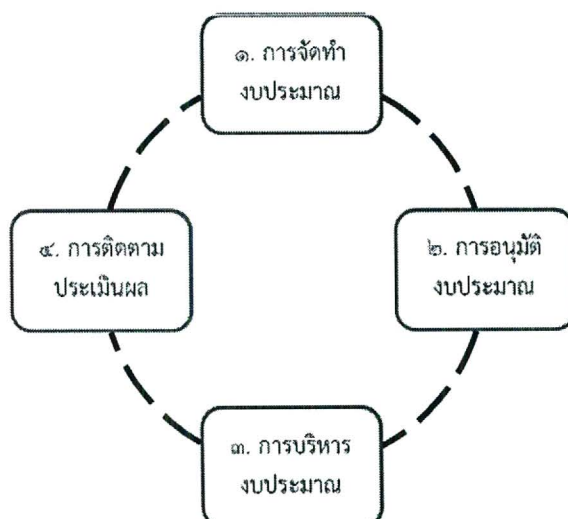 ๑. การจัดทำ
งบประมาณ
๒. การอนุมัติ
งบประมาณ
๓. การบริหาร
งบประมาณ
๔. การติดตาม
ประเมินผล